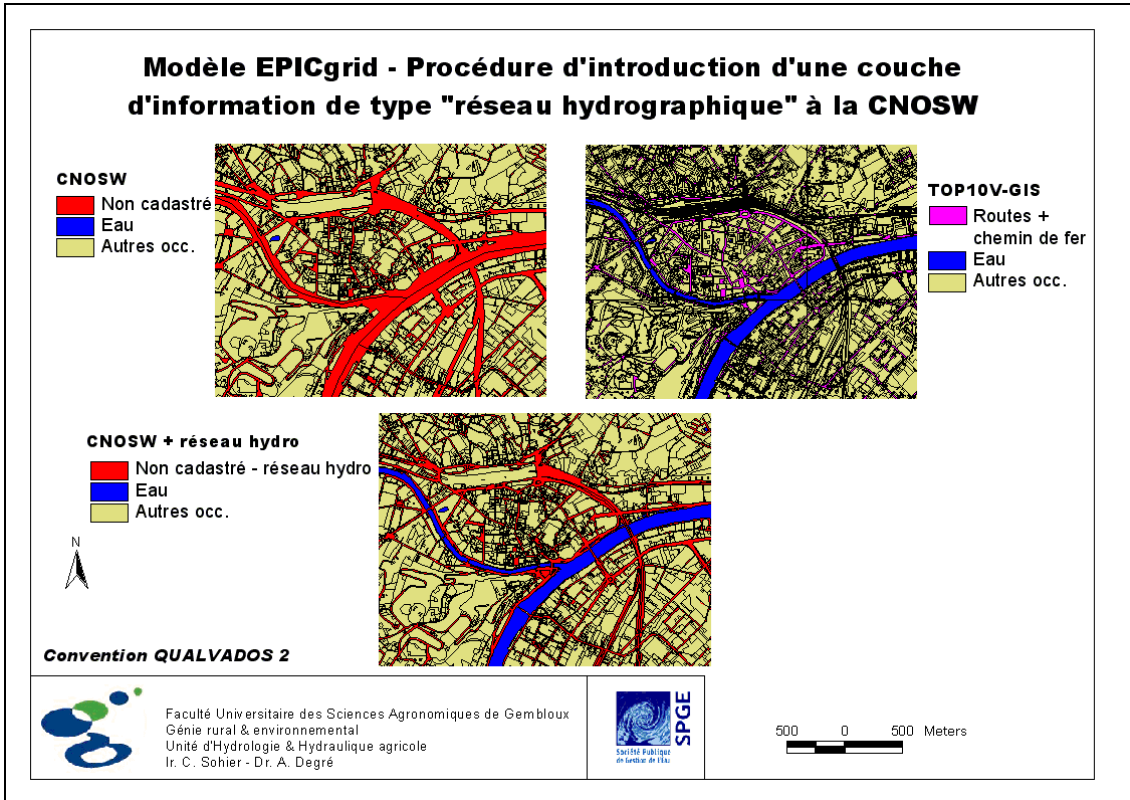 Modèle EPICgrid - Procédure d'introduction d'une couche
d'information de type "réseau hydrographique" à la CNOSW
CNOSW
Non cadastré
Eau
Autres occ.
TOP10V-GIS
Routes +
chemin de fer
Eau
Autres occ.
CNOSW + réseau hydro
Non cadastré - réseau hydro
Eau
Autres occ.
N
Convention QUALVADOS 2
Faculté Universitaire des Sciences Agronomiques de Gembloux
Génie rural & environnemental
Unité d'Hydrologie & Hydraulique agricole
Ir. C. Sohier - Dr. A. Degré
SPGE
Société Publique
de Gestion de l'Eau
500 0 500 Meters